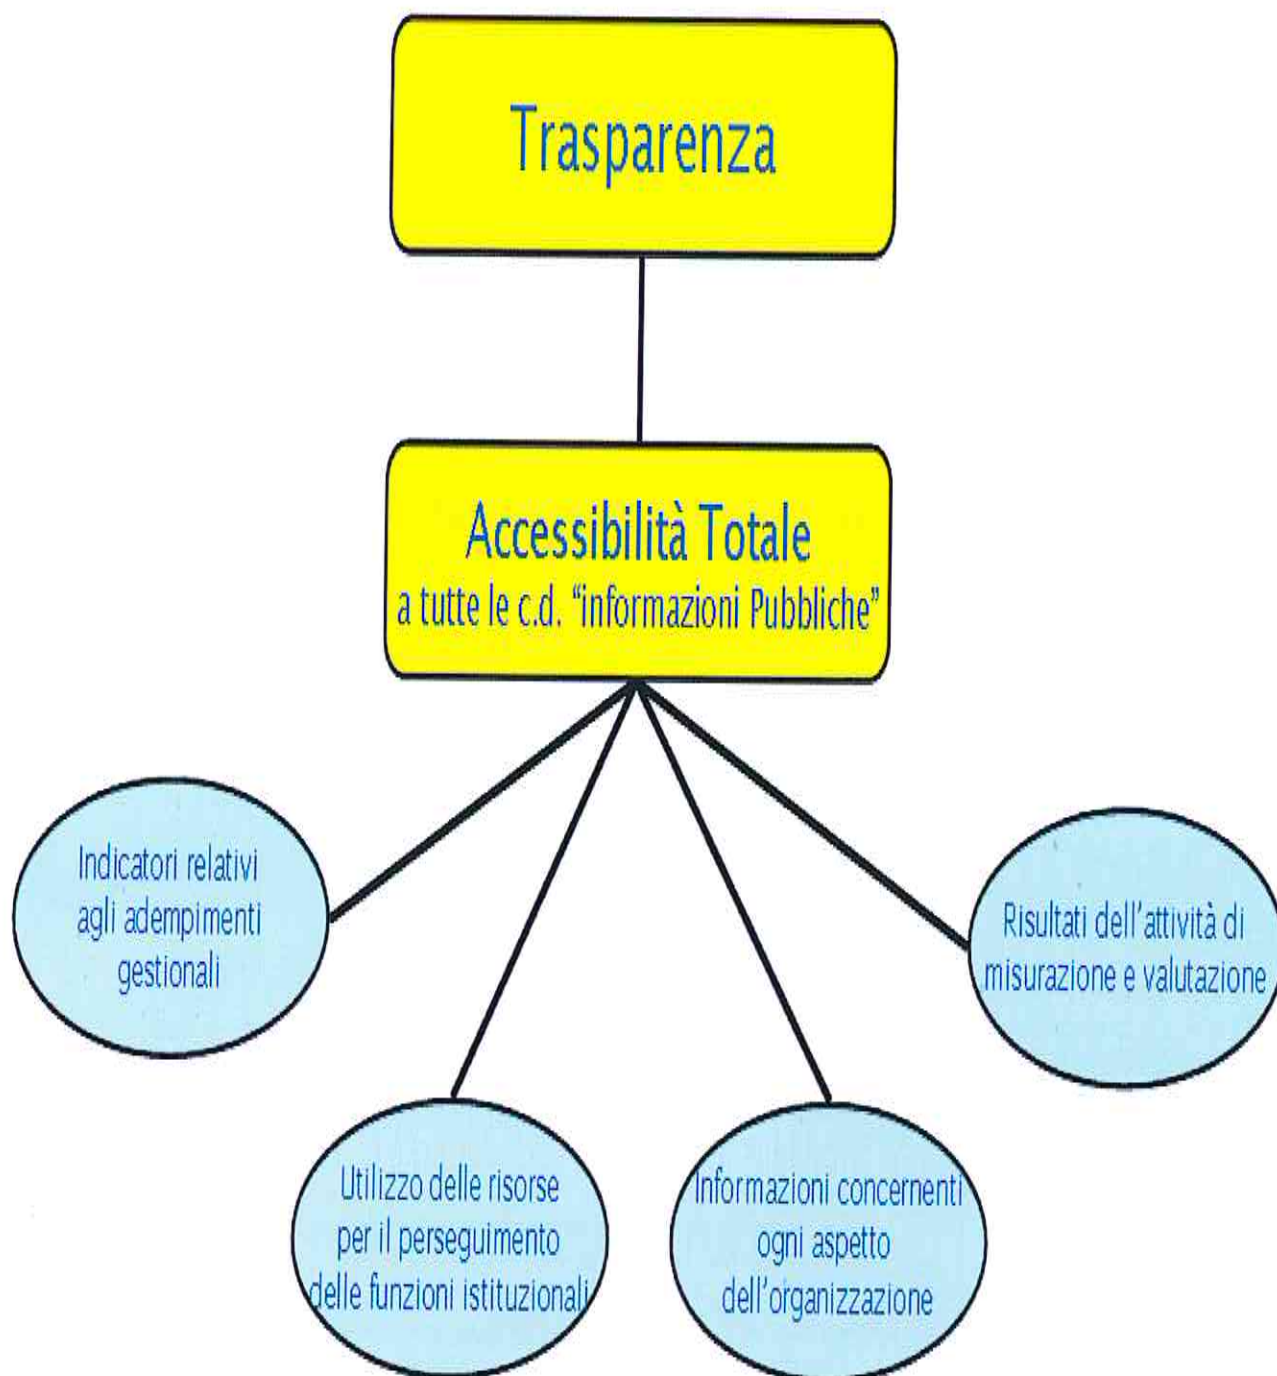 Trasparenza
Accessibilità Totale
a tutte le c.d. “informazioni Pubbliche”
Indicatori relativi
agli adempimenti
gestionali
Utilizzo delle risorse
per il perseguimento
delle funzioni istituzionali
Informazioni concernenti
ogni aspetto
dell'organizzazione
Risultati dell'attività di
misurazione e valutazione